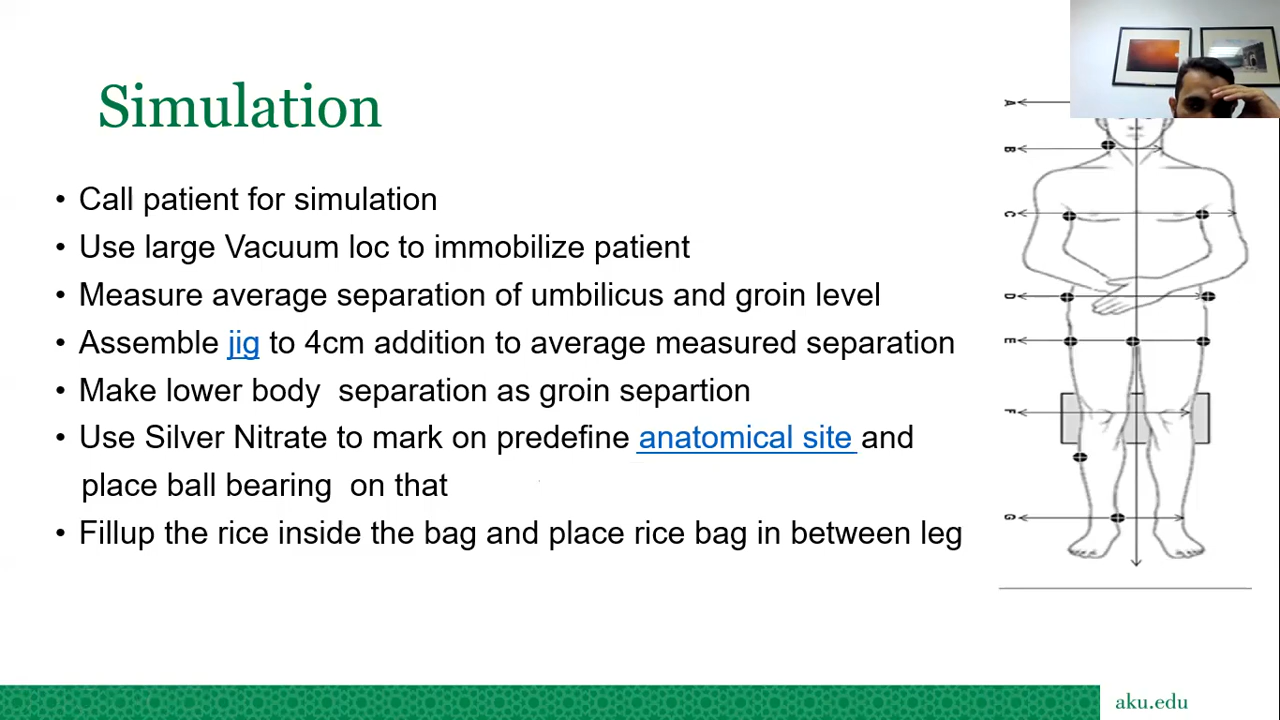 Simulation
• Call patient for simulation
• Use large Vacuum loc to immobilize patient
• Measure average separation of umbilicus and groin level
• Assemble jig to 4cm addition to average measured separation
• Make lower body  separation as groin separtion
• Use Silver Nitrate to mark on predefine anatomical site and
place ball bearing  on that
• Fillup the rice inside the bag and place rice bag in between leg
A
B
C
D
E
F
G
aku.edu